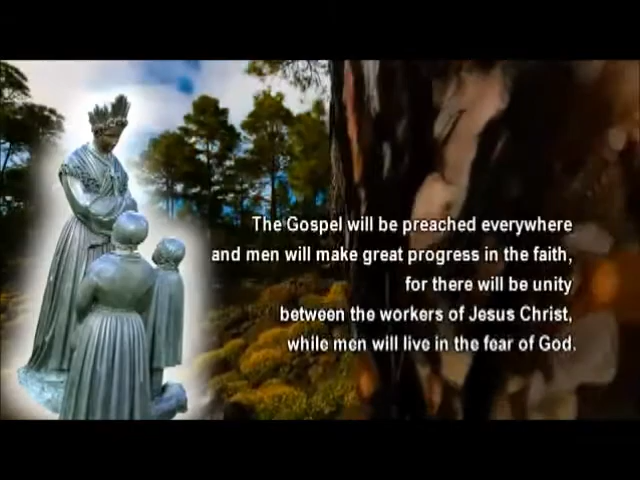 The Gospel will be preached everywhere
and men will make great progress in the faith,
for there will be unity
between the workers of Jesus Christ,
while men will live in the fear of God.